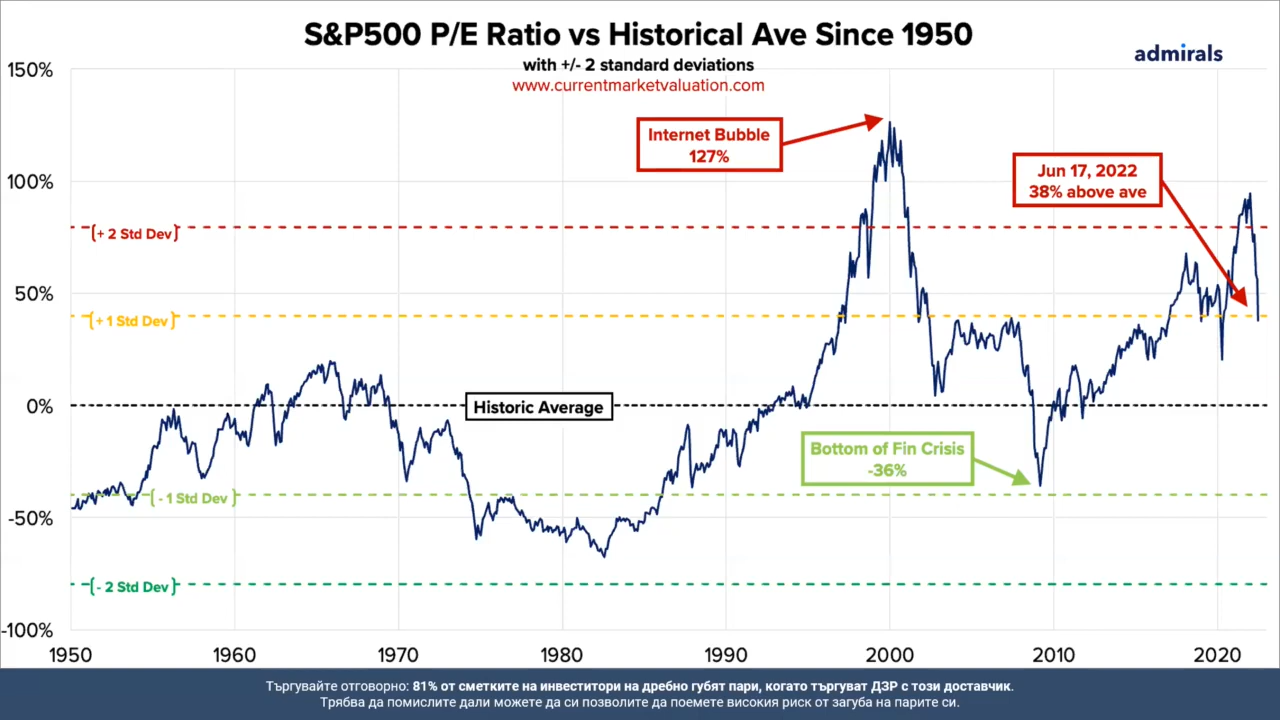 S&P500 P/E Ratio vs Historical Ave Since 1950
with +/- 2 standard deviations
www.currentmarketvaluation.com
admirals
150%
Internet Bubble
127%
Jun 17, 2022
38% above ave
100%
{+ 2 Std Dev}
50%
{+ 1 Std Dev}
0%
Historic Average
Bottom of Fin Crisis
-36%
{- 1 Std Dev}
-50%
{- 2 Std Dev}
-100%
1950 1960 1970 1980 1990 2000 2010 2020
Търгувайте отговорно: 81% от сметките на инвеститори на дребно губят пари, когато търгуват ДЗР с този доставчик.
Трябва да помислите дали можете да си позволите да поемете високия риск от загуба на парите си.